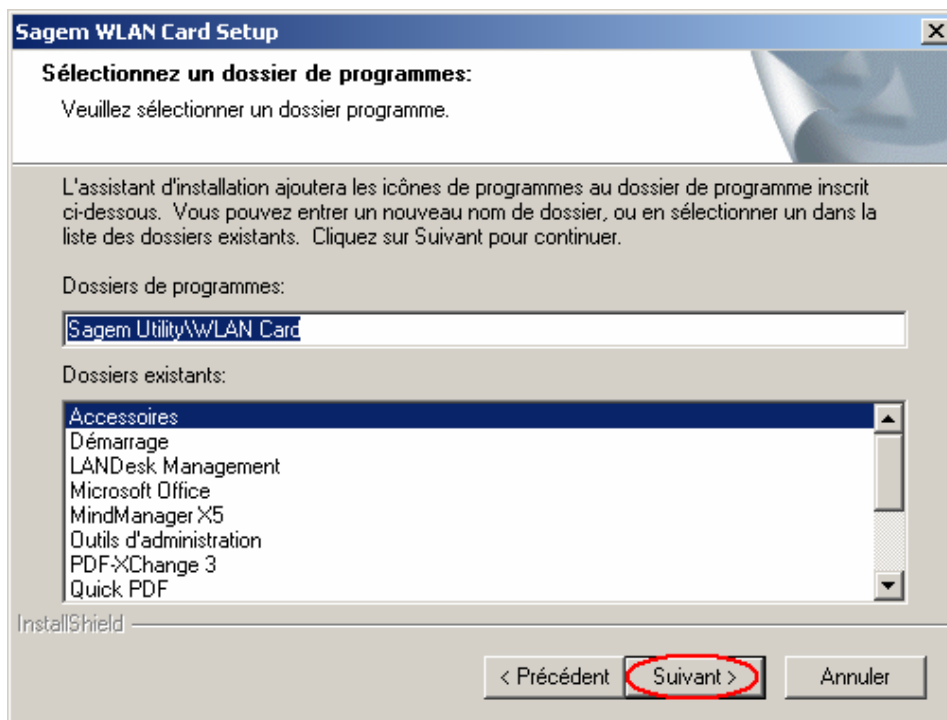 Sagem WLAN Card Setup
Sélectionnez un dossier de programmes:
Veuillez sélectionner un dossier programme.
L'assistant d'installation ajoutera les icônes de programmes au dossier de programme inscrit
ci-dessous. Vous pouvez entrer un nouveau nom de dossier, ou en sélectionner un dans la
liste des dossiers existants. Cliquez sur Suivant pour continuer.
Dossiers de programmes:
Sagem Utility\WLAN Card
Dossiers existants:
Accessoires
Démarrage
LANDesk Management
Microsoft Office
MindManager X5
Outils d'administration
PDF-XChange 3
Quick PDF
InstallShield
< Précédent
Suivant >
Annuler